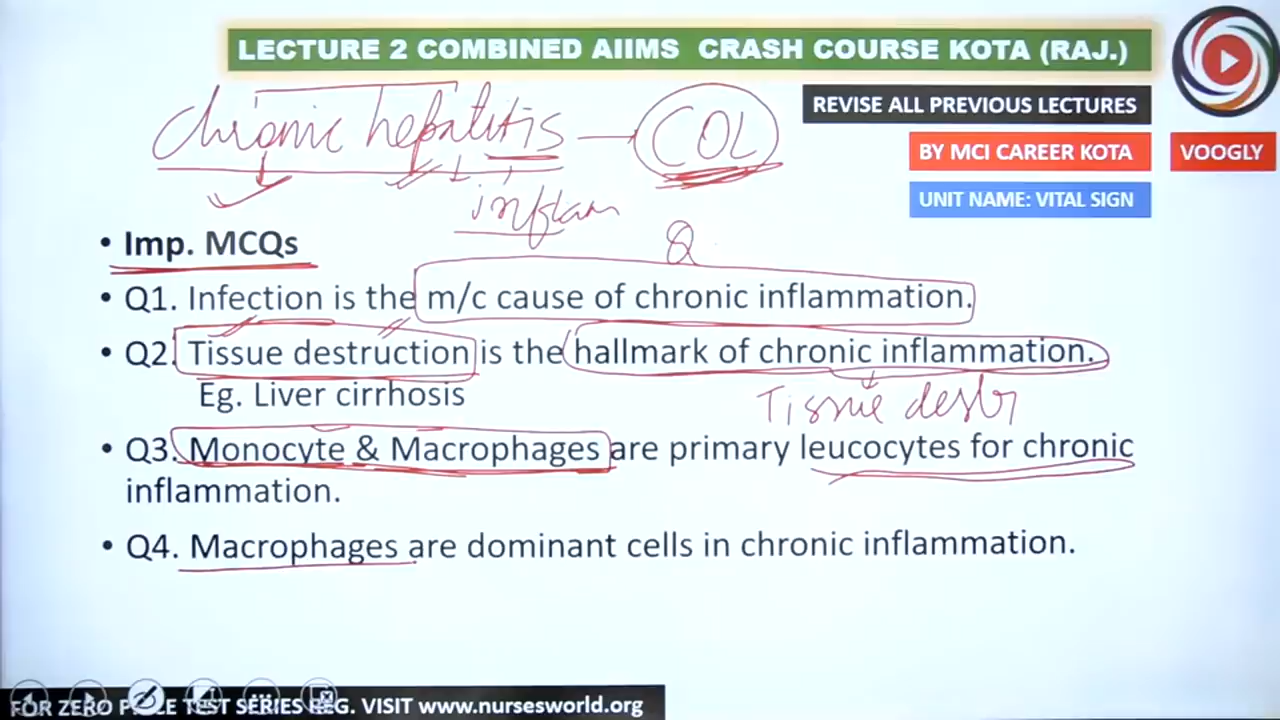 LECTURE 2 COMBINED AIIMS CRASH COURSE KOTA (RAJ.)
REVISE ALL PREVIOUS LECTURES
BY MCI CAREER KOTA
VOOGLY
UNIT NAME: VITAL SIGN
chronic hepatitis → COL
inflam
• Imp. MCQs
Q
• Q1. Infection is the m/c cause of chronic inflammation.
• Q2. Tissue destruction is the hallmark of chronic inflammation.
Eg. Liver cirrhosis
Tissue destr
• Q3. Monocyte & Macrophages are primary leucocytes for chronic
inflammation.
• Q4. Macrophages are dominant cells in chronic inflammation.
FOR ZERO TEST SERIES REG. VISIT www.nursesworld.org